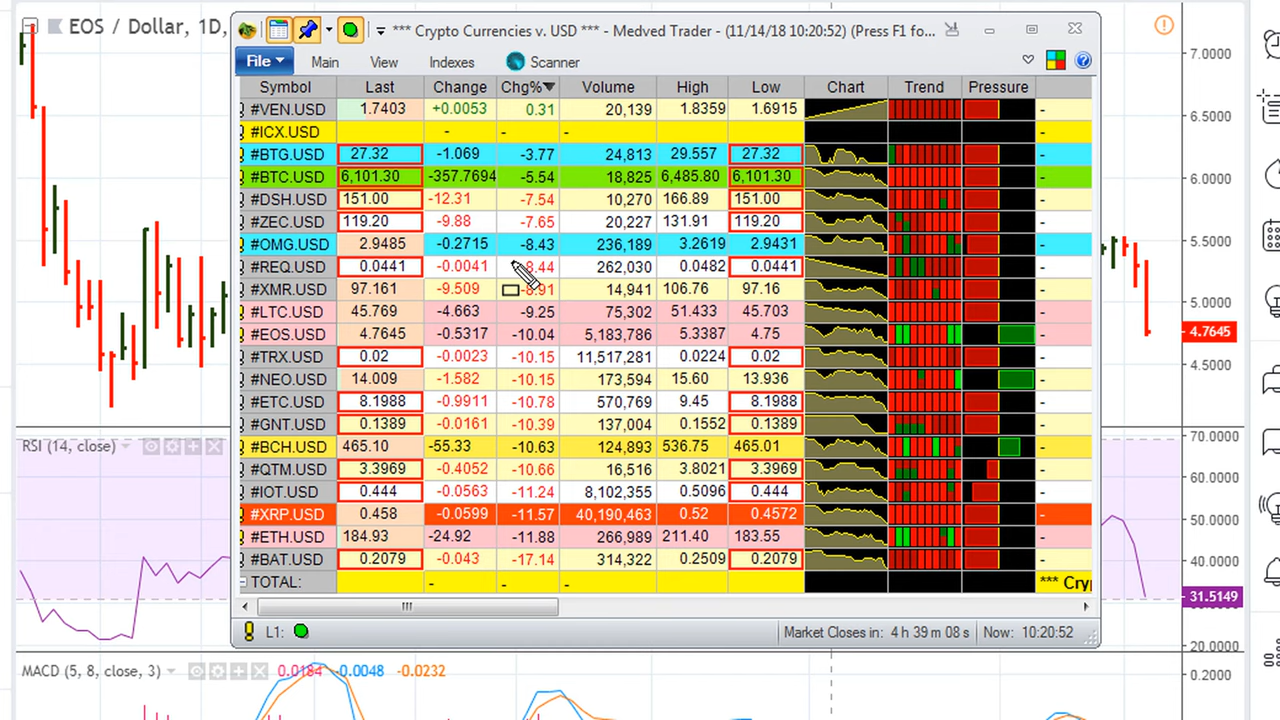 EOS / Dollar, 1D,
*** Crypto Currencies v. USD *** - Medved Trader - (11/14/18 10:20:52) (Press F1 fo...
File Main View Indexes Scanner
Symbol Last Change Chg% Volume High Low Chart Trend Pressure
#VEN.USD 1.7403 +0.0053 0.31 20,139 1.8359 1.6915
#ICX.USD - - -
#BTG.USD 27.32 -1.069 -3.77 24,813 29.557 27.32 -
#BTC.USD 6,101.30 -357.7694 -5.54 18,825 6,485.80 6,101.30 -
#DSH.USD 151.00 -12.31 -7.54 10,270 166.89 151.00 -
#ZEC.USD 119.20 -9.88 -7.65 20,227 131.91 119.20 -
#OMG.USD 2.9485 -0.2715 -8.43 236,189 3.2619 2.9431 -
#REQ.USD 0.0441 -0.0041 8.44 262,030 0.0482 0.0441 -
#XMR.USD 97.161 -9.509 -8.91 14,941 106.76 97.16 -
#LTC.USD 45.769 -4.663 -9.25 75,302 51.433 45.703 -
#EOS.USD 4.7645 -0.5317 -10.04 5,183,786 5.3387 4.75 -
#TRX.USD 0.02 -0.0023 -10.15 11,517,281 0.0224 0.02 -
#NEO.USD 14.009 -1.582 -10.15 173,594 15.60 13.936 -
#ETC.USD 8.1988 -0.9911 -10.78 570,769 9.45 8.1988 -
#GNT.USD 0.1389 -0.0161 -10.39 137,004 0.1552 0.1389 -
#BCH.USD 465.10 -55.33 -10.63 124,893 536.75 465.01 -
#QTM.USD 3.3969 -0.4052 -10.66 16,516 3.8021 3.3969 -
#IOT.USD 0.444 -0.0563 -11.24 8,102,355 0.5096 0.444 -
#XRP.USD 0.458 -0.0599 -11.57 40,190,463 0.52 0.4572 -
#ETH.USD 184.93 -24.92 -11.88 266,989 211.40 183.55 -
#BAT.USD 0.2079 -0.043 -17.14 314,322 0.2509 0.2079 -
TOTAL: - - - *** Cry
L1: Market Closes in: 4 h 39 m 08 s Now: 10:20:52
7.0000
6.5000
6.0000
5.5000
5.0000
4.7645
4.5000
RSI (14, close)
70.0000
60.0000
50.0000
40.0000
31.5149
20.0000
MACD (5, 8, close, 3) 0.0184 -0.0048 -0.0232
0.2000